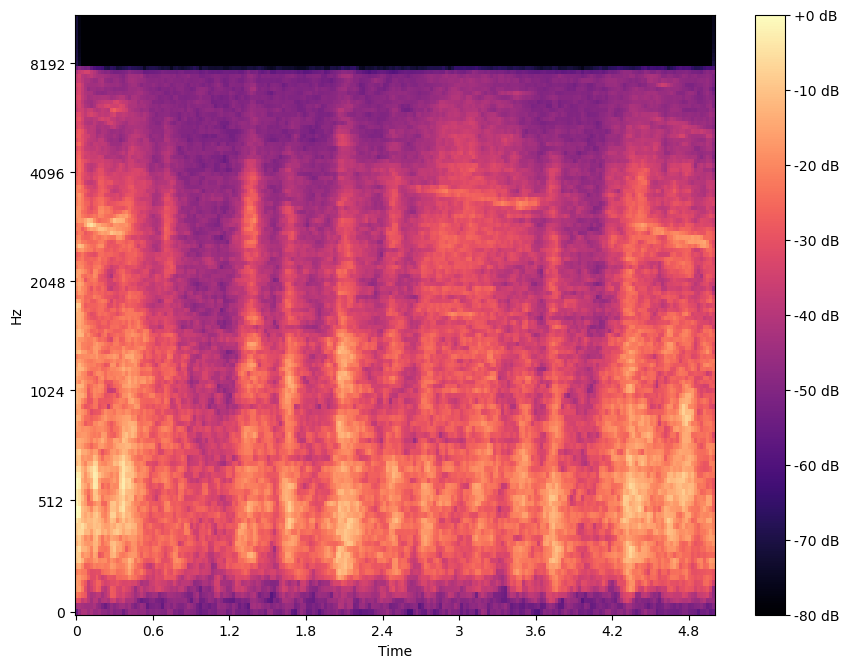 +0 dB
8192
-10 dB
4096
-20 dB
-30 dB
2048
Hz
-40 dB
1024
-50 dB
-60 dB
512
-70 dB
0
-80 dB
0 0.6 1.2 1.8 2.4 3 3.6 4.2 4.8
Time